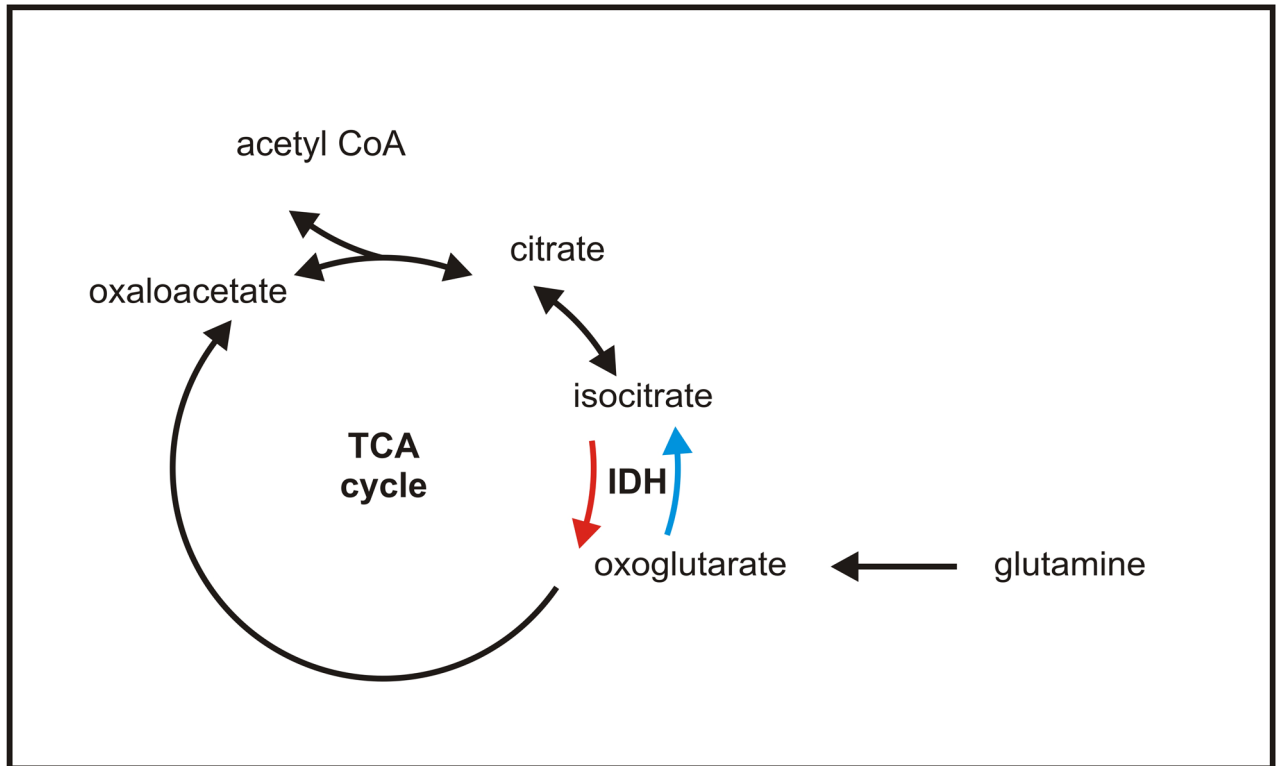 acetyl CoA
citrate
oxaloacetate
isocitrate
TCA
cycle
IDH
oxoglutarate
glutamine